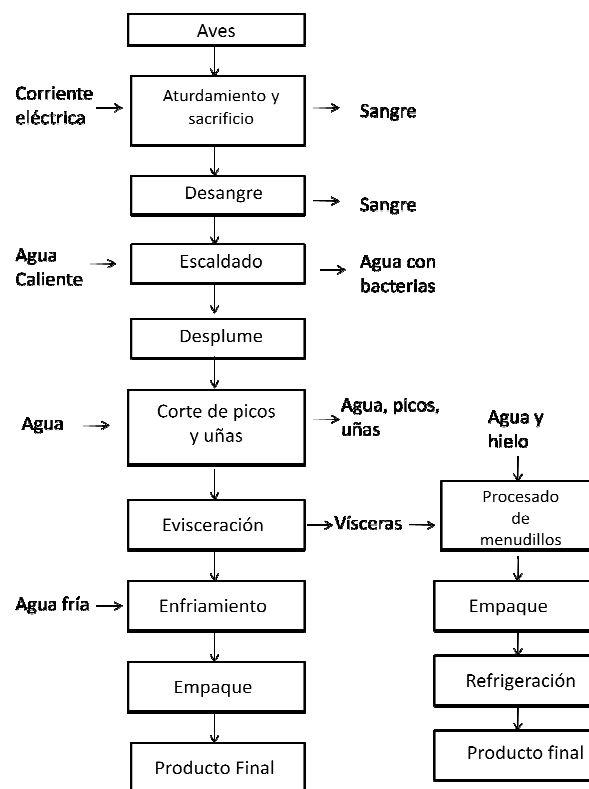 Aves
Corriente
eléctrica
Aturdamiento y
sacrificio
Sangre
Desangre
Sangre
Agua
Caliente
Escaldado
Agua con
bacterias
Desplume
Agua
Corte de picos
y uñas
Agua, picos,
uñas
Agua y
hielo
Evisceración
Vísceras
Procesado
de
menudillos
Agua fría
Enfriamiento
Empaque
Empaque
Refrigeración
Producto Final
Producto final